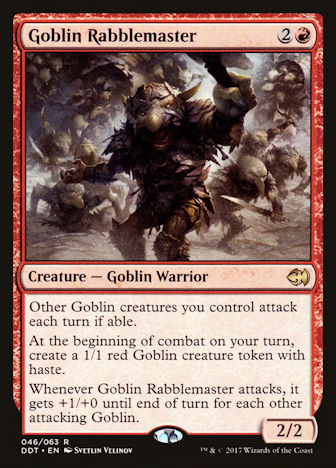 Goblin Rabblemaster 2
Creature — Goblin Warrior
Other Goblin creatures you control attack
each turn if able.
At the beginning of combat on your turn,
create a 1/1 red Goblin creature token with
haste.
Whenever Goblin Rabblemaster attacks, it
gets +1/+0 until end of turn for each other
attacking Goblin.
2/2
046/063 R
DDT • EN Svetlin Velinov ™ & © 2017 Wizards of the Coast